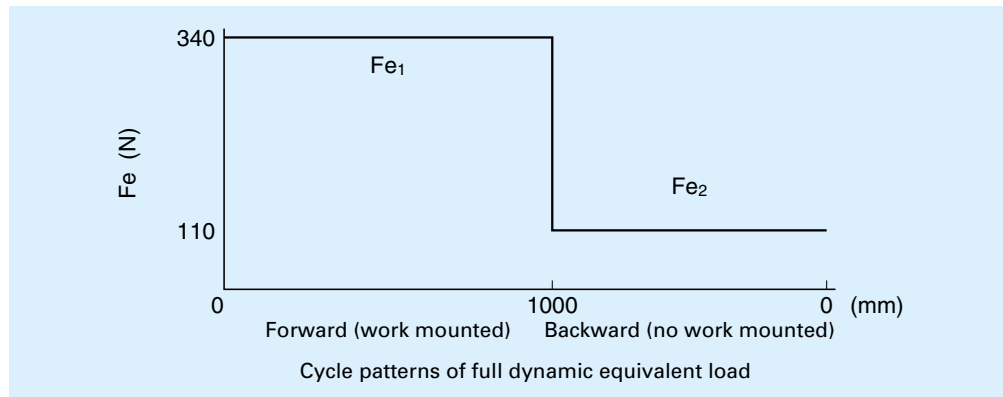 340
Fe₁
Fe (N)
Fe₂
110
0 1000 0 (mm)
Forward (work mounted) Backward (no work mounted)
Cycle patterns of full dynamic equivalent load